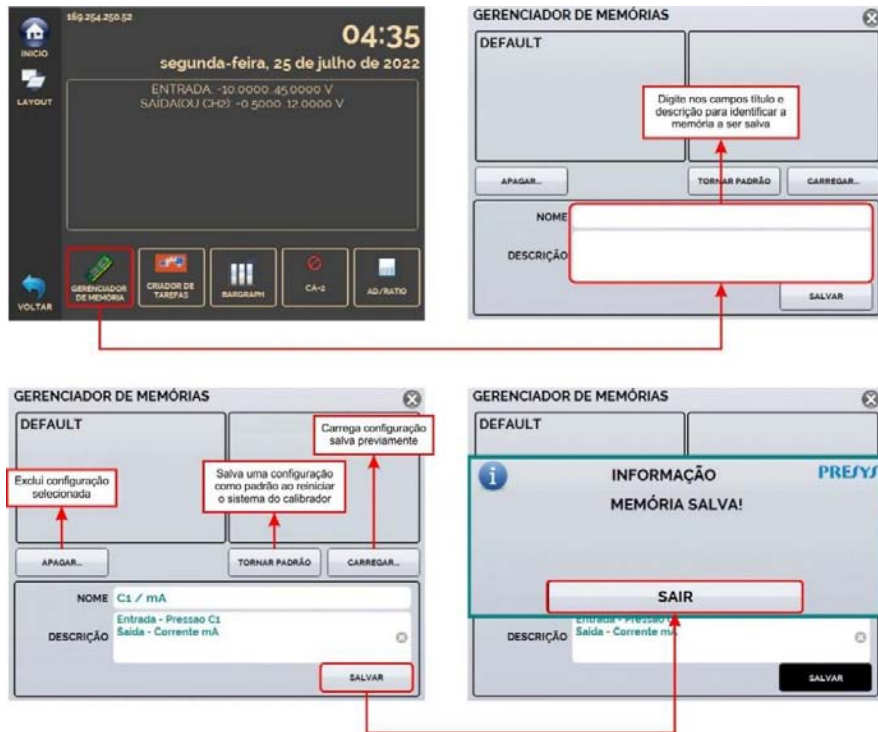 169.254.250.52
04:35
segunda-feira, 25 de julho de 2022
INICIO
LAYOUT
ENTRADA: -10.0000..45.0000 V
SAÍDA(OU CH2): -0.5000..12.0000 V
VOLTAR
GERENCIADOR
DE MEMÓRIA
CRIADOR DE
TAREFAS
BARGRAPH
CA-2
AD/RATIO
GERENCIADOR DE MEMÓRIAS
DEFAULT
Digite nos campos título e
descrição para identificar a
memória a ser salva
APAGAR...
TORNAR PADRÃO
CARREGAR...
NOME
DESCRIÇÃO
SALVAR
GERENCIADOR DE MEMÓRIAS
DEFAULT
Carrega configuração
salva previamente
Exclui configuração
selecionada
Salva uma configuração
como padrão ao reiniciar
o sistema do calibrador
APAGAR...
TORNAR PADRÃO
CARREGAR...
NOME C1 / mA
DESCRIÇÃO
Entrada - Pressao C1
Saida - Corrente mA
SALVAR
GERENCIADOR DE MEMÓRIAS
DEFAULT
INFORMAÇÃO
PRESYS
MEMÓRIA SALVA!
SAIR
Entrada - Pressao
DESCRIÇÃO
Saida - Corrente mA
SALVAR